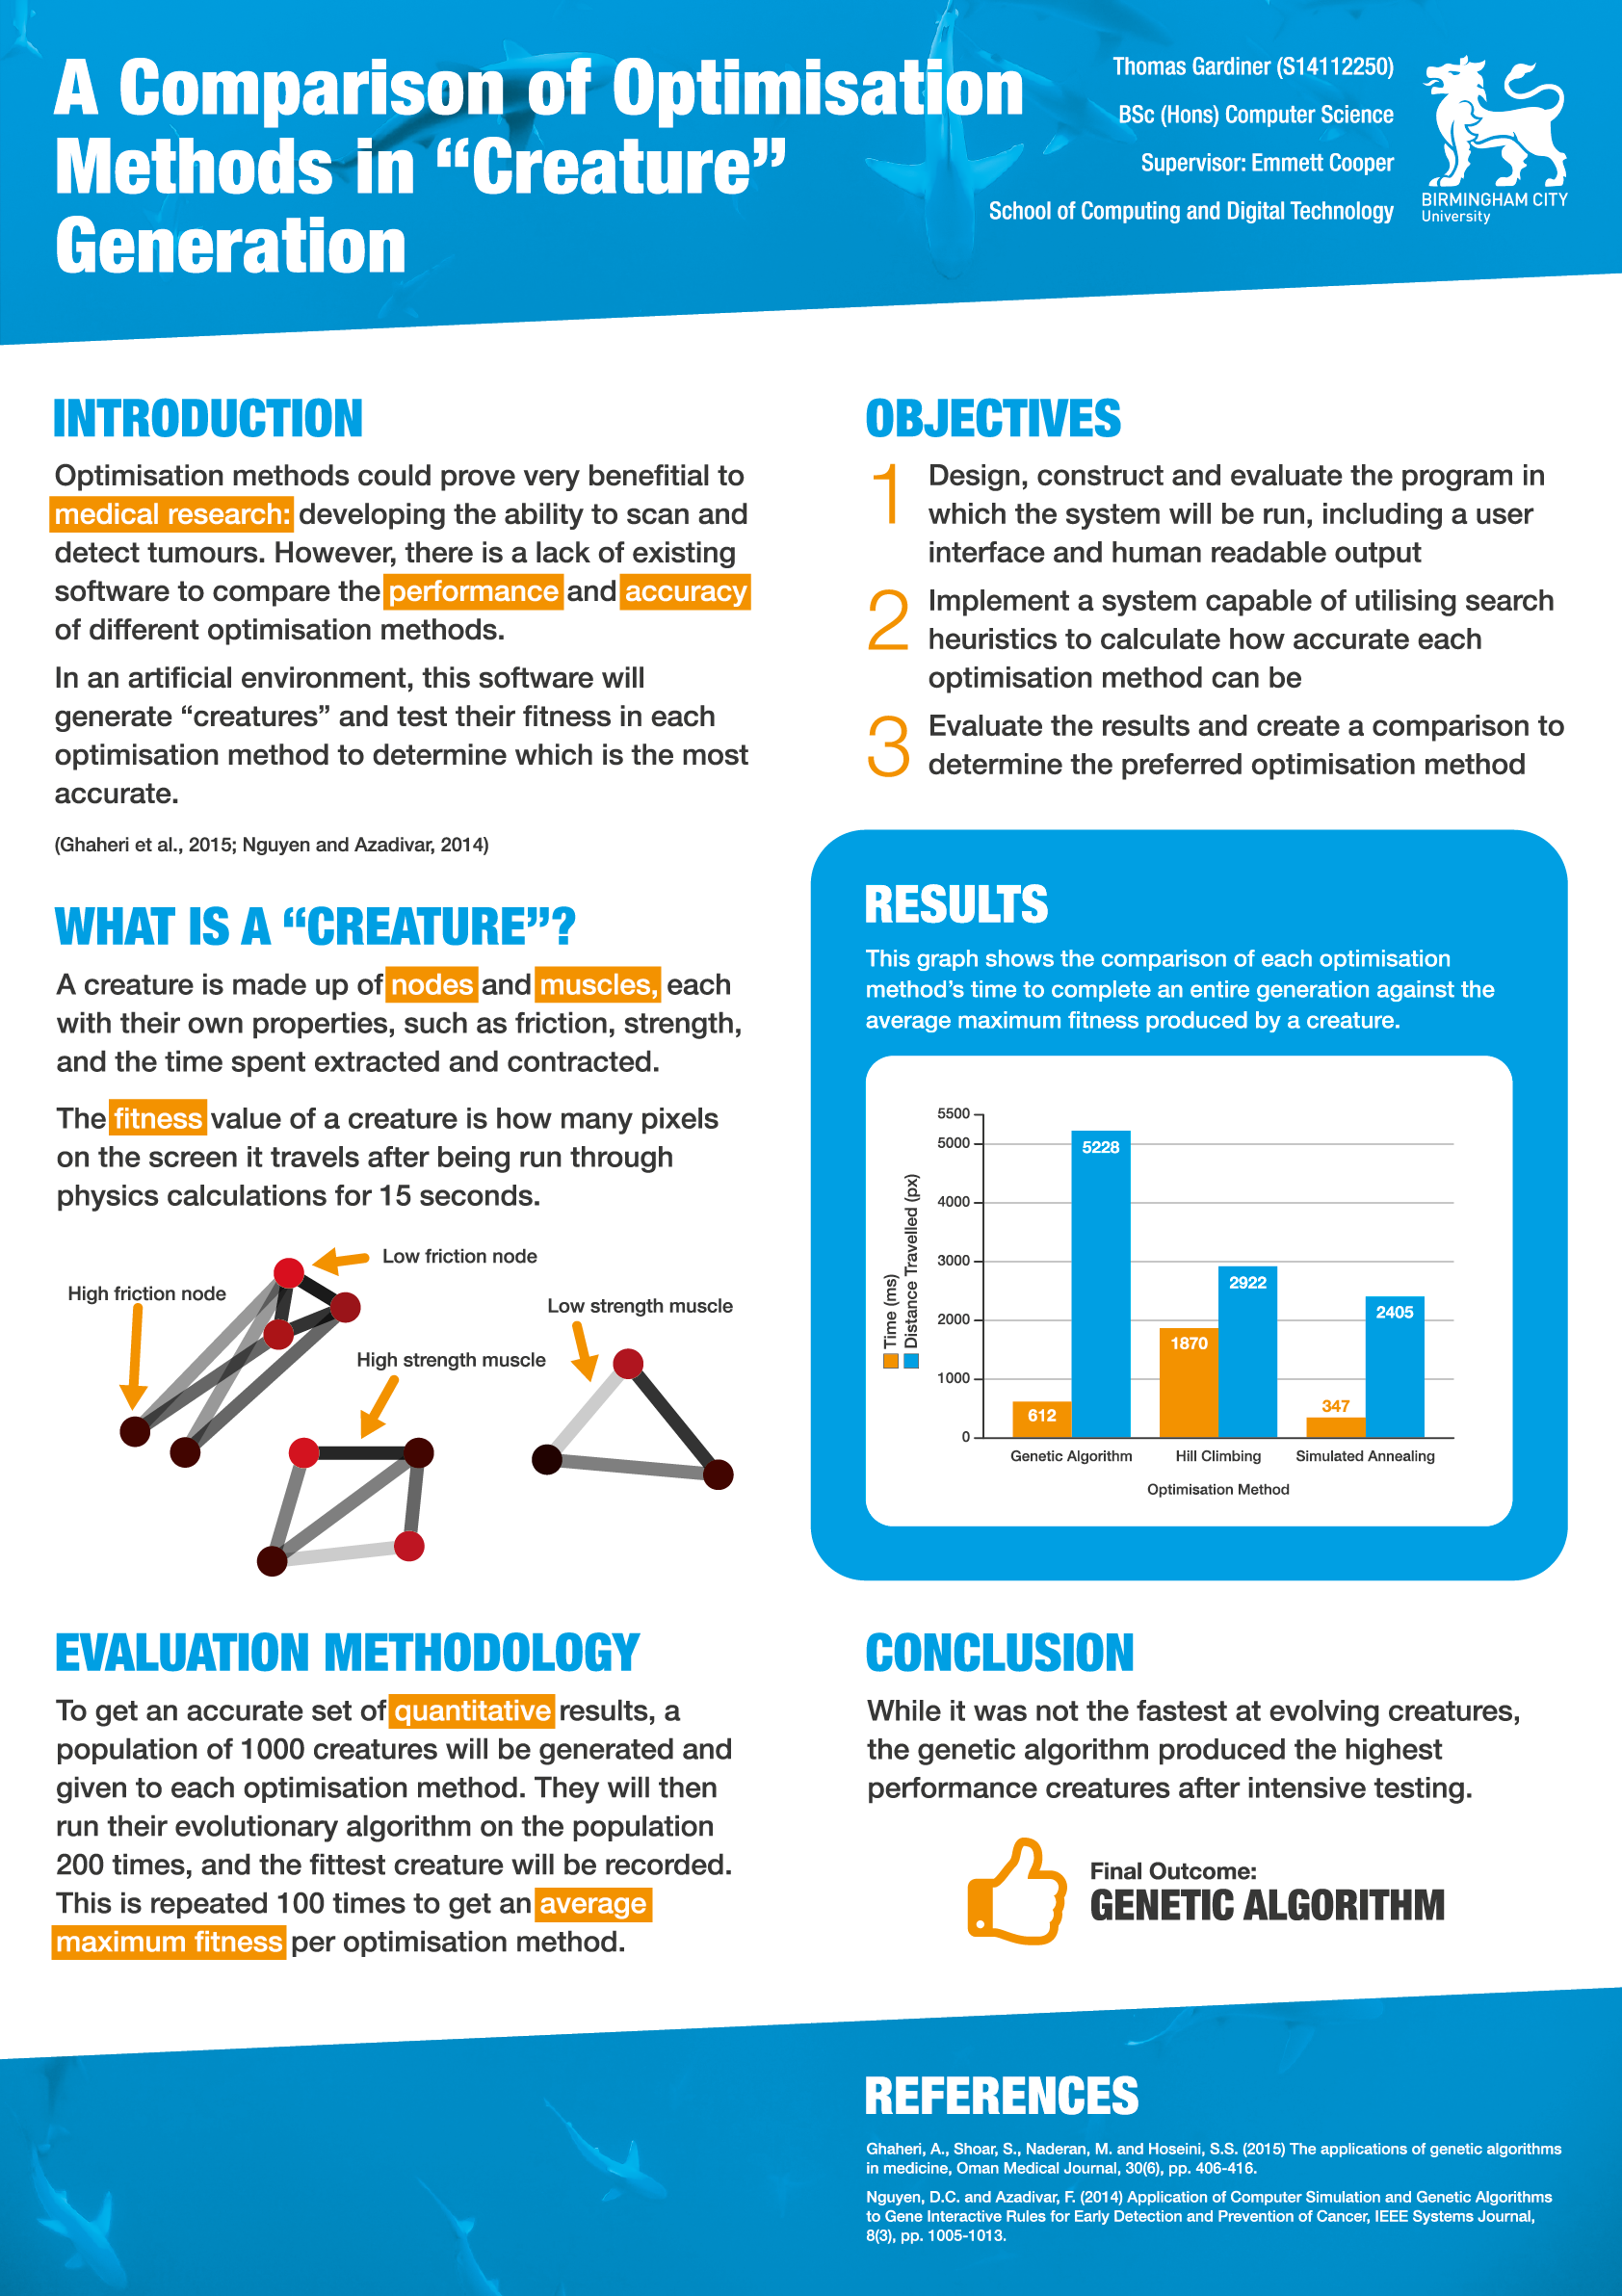 A Comparison of Optimisation
Methods in “Creature”
Generation
Thomas Gardiner (S14112250)
BSc (Hons) Computer Science
Supervisor: Emmett Cooper
School of Computing and Digital Technology
BIRMINGHAM CITY
University
INTRODUCTION
Optimisation methods could prove very benefitial to
medical research: developing the ability to scan and
detect tumours. However, there is a lack of existing
software to compare the performance and accuracy
of different optimisation methods.
In an artificial environment, this software will
generate “creatures” and test their fitness in each
optimisation method to determine which is the most
accurate.
(Ghaheri et al., 2015; Nguyen and Azadivar, 2014)
WHAT IS A “CREATURE”?
A creature is made up of nodes and muscles, each
with their own properties, such as friction, strength,
and the time spent extracted and contracted.
The fitness value of a creature is how many pixels
on the screen it travels after being run through
physics calculations for 15 seconds.
Low friction node
High friction node
Low strength muscle
High strength muscle
EVALUATION METHODOLOGY
To get an accurate set of quantitative results, a
population of 1000 creatures will be generated and
given to each optimisation method. They will then
run their evolutionary algorithm on the population
200 times, and the fittest creature will be recorded.
This is repeated 100 times to get an average
maximum fitness per optimisation method.
OBJECTIVES
1 Design, construct and evaluate the program in
which the system will be run, including a user
interface and human readable output
2 Implement a system capable of utilising search
heuristics to calculate how accurate each
optimisation method can be
3 Evaluate the results and create a comparison to
determine the preferred optimisation method
RESULTS
This graph shows the comparison of each optimisation
method’s time to complete an entire generation against the
average maximum fitness produced by a creature.
Time (ms)
Distance Travelled (px)
5500
5000
4000
3000
2000
1000
0
612
5228
1870
2922
347
2405
Genetic Algorithm
Hill Climbing
Simulated Annealing
Optimisation Method
CONCLUSION
While it was not the fastest at evolving creatures,
the genetic algorithm produced the highest
performance creatures after intensive testing.
Final Outcome:
GENETIC ALGORITHM
REFERENCES
Ghaheri, A., Shoar, S., Naderan, M. and Hoseini, S.S. (2015) The applications of genetic algorithms
in medicine, Oman Medical Journal, 30(6), pp. 406-416.
Nguyen, D.C. and Azadivar, F. (2014) Application of Computer Simulation and Genetic Algorithms
to Gene Interactive Rules for Early Detection and Prevention of Cancer, IEEE Systems Journal,
8(3), pp. 1005-1013.